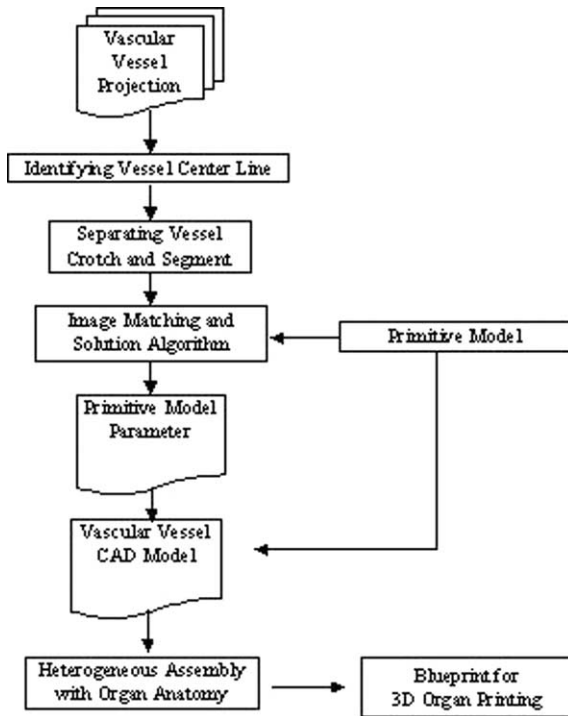 Vascular
Vessel
Projection
Identifying Vessel Center Line
Separating Vessel
Crotch and Segment
Image Matching and
Solution Algorithm
Primitive Model
Primitive Model
Parameter
Vascular Vessel
CAD Model
Heterogeneous Assembly
with Organ Anatomy
Blueprint for
3D Organ Printing